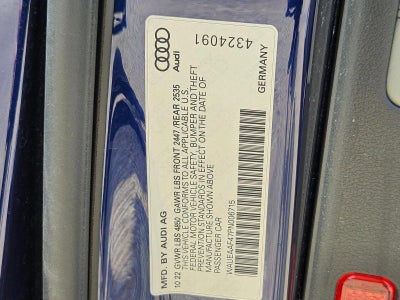 MFD. BY AUDI AG
10 22 GVWR LBS 4850 GAWR LBS FRONT 2447 /REAR 2535
THIS VEHICLE CONFORMS TO ALL APPLICABLE U.S.
FEDERAL MOTOR VEHICLE SAFETY, BUMPER AND THEFT
PREVENTION STANDARDS IN EFFECT ON THE DATE OF
MANUFACTURE SHOWN ABOVE
PASSENGER CAR
WAUEAAF47PN006715
Audi
4324091
GERMANY